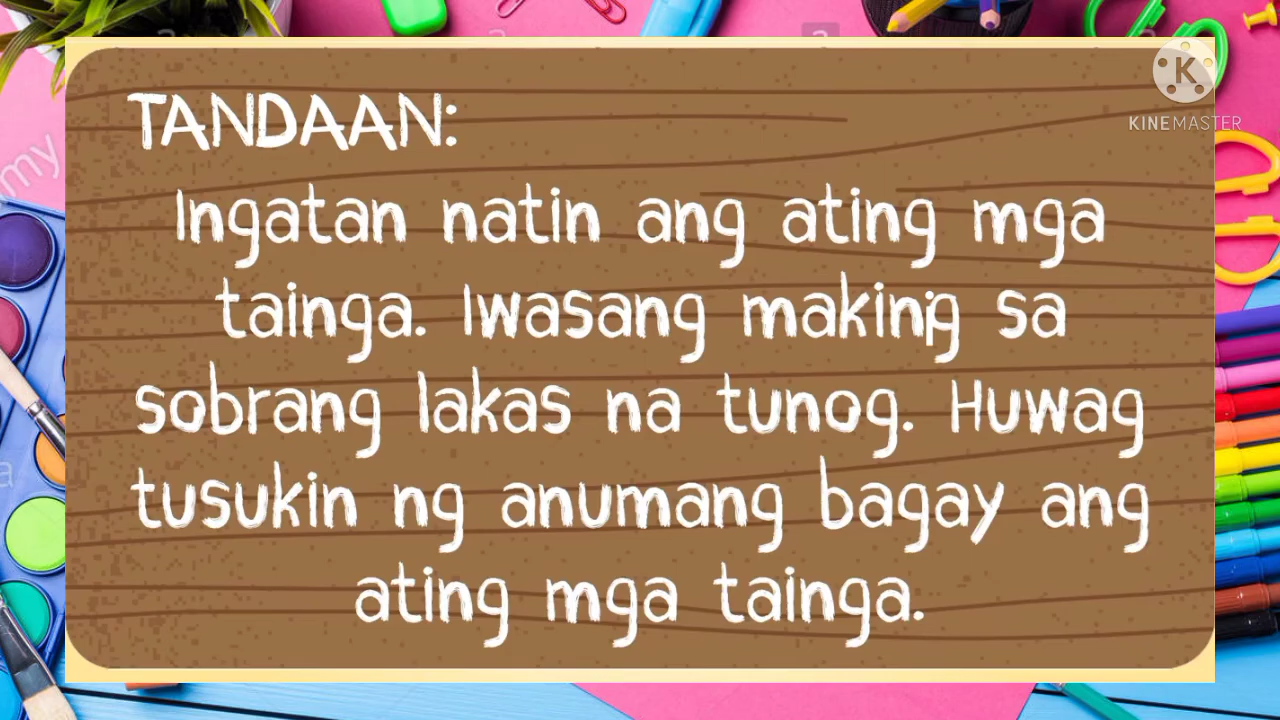 KINEMASTER
TANDAAN:
Ingatan natin ang ating mga
tainga. Iwasang making sa
sobrang lakas na tunog. Huwag
tusukin ng anumang bagay ang
ating mga tainga.